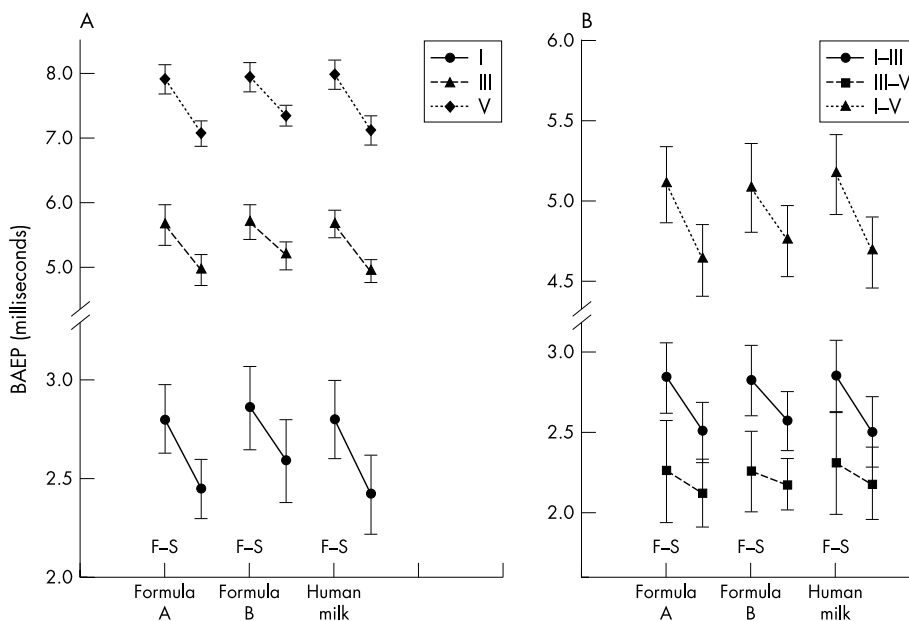 A
I
III
V
8.0
7.0
6.0
5.0
3.0
2.5
2.0
BAEP (milliseconds)
F–S
F–S
F–S
Formula
A
Formula
B
Human
milk
B
I–III
III–V
I–V
6.0
5.5
5.0
4.5
3.0
2.5
2.0
F–S
F–S
F–S
Formula
A
Formula
B
Human
milk